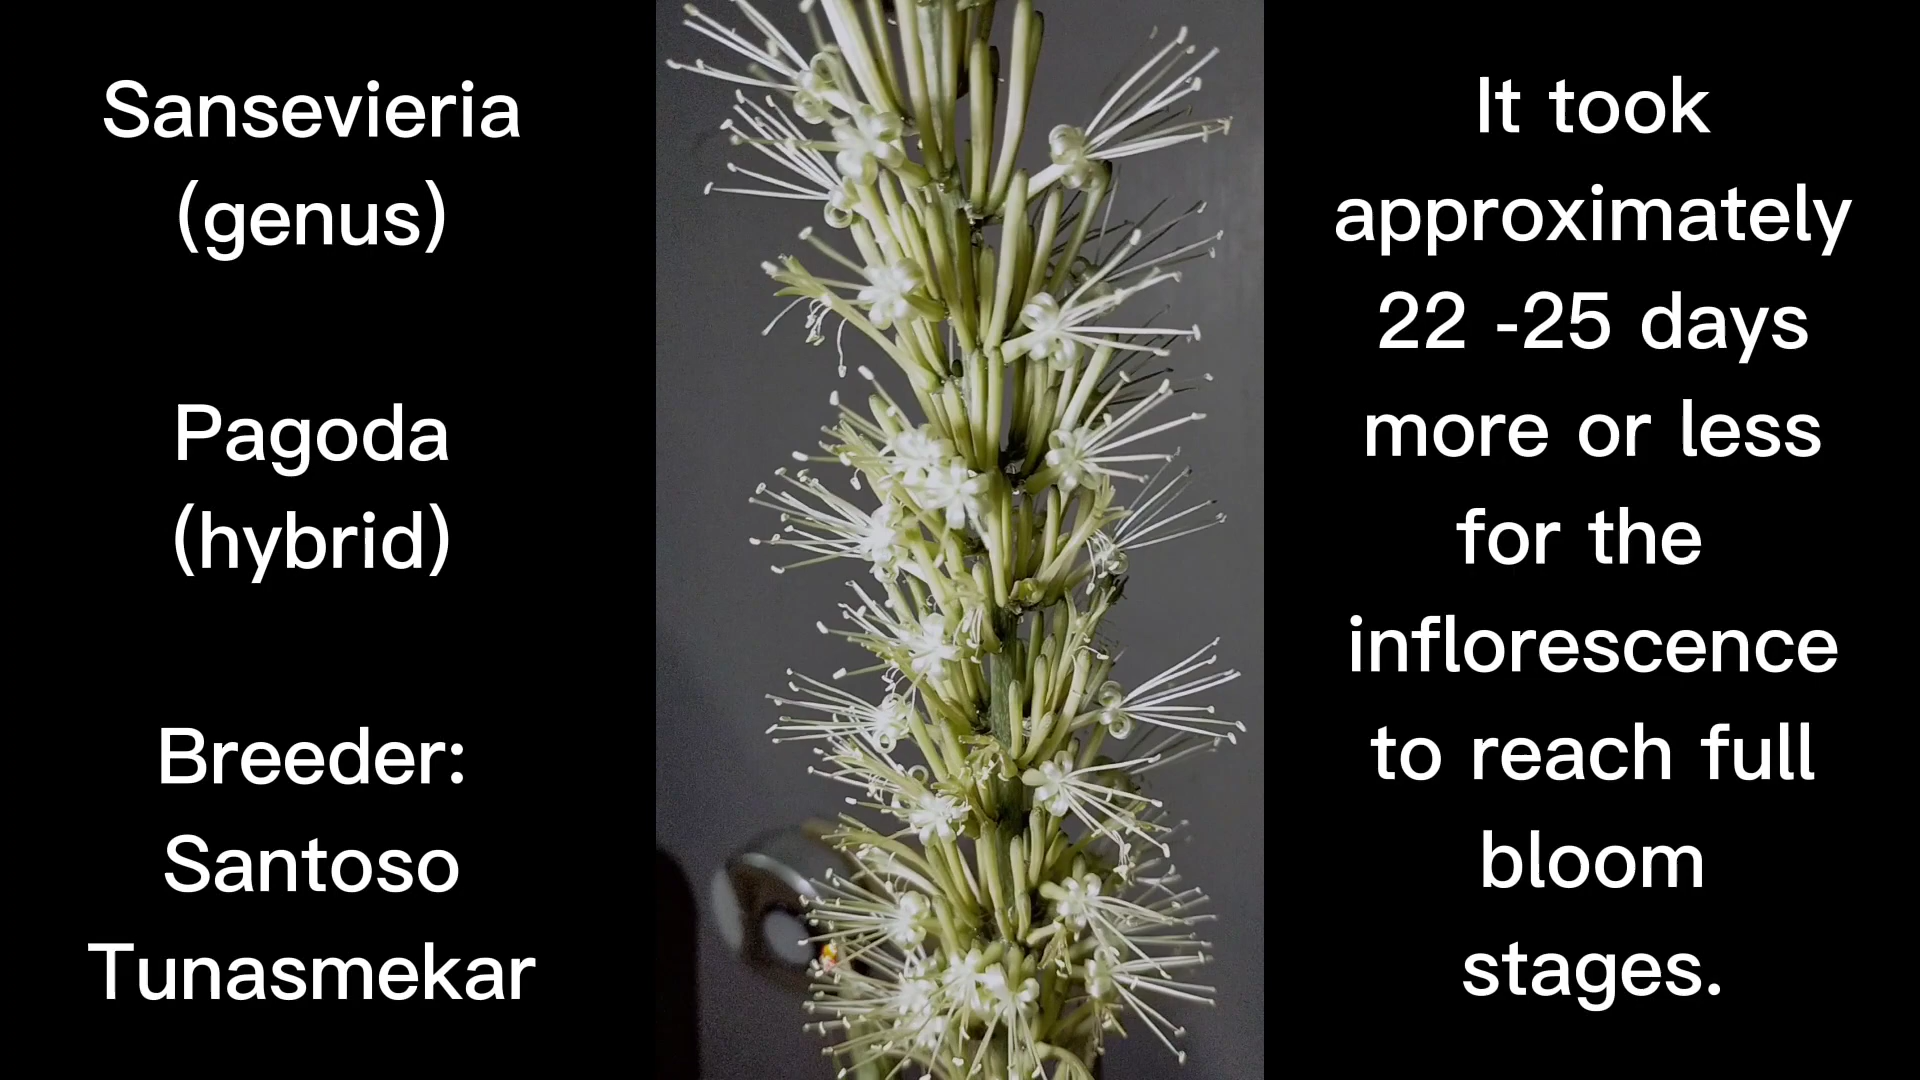 Sansevieria
(genus)
Pagoda
(hybrid)
Breeder:
Santoso
Tunasmekar
It took
approximately
22 -25 days
more or less
for the
inflorescence
to reach full
bloom
stages.